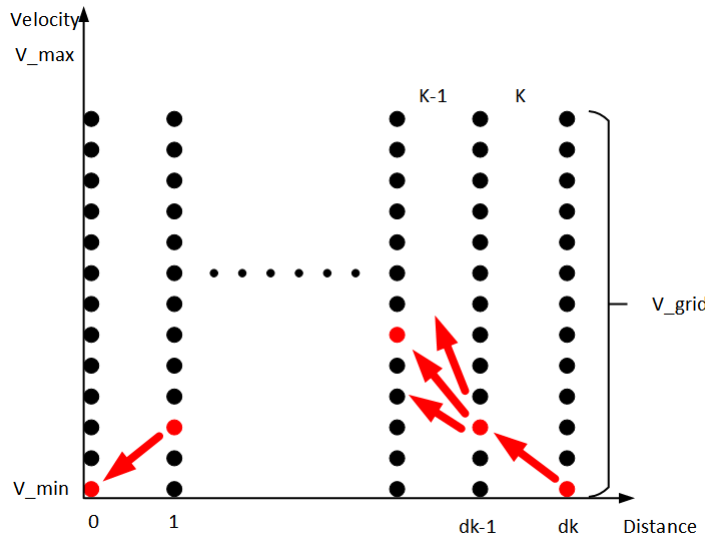 Velocity
V_max
K-1 K
V_grid
V_min
0 1 dk-1 dk Distance